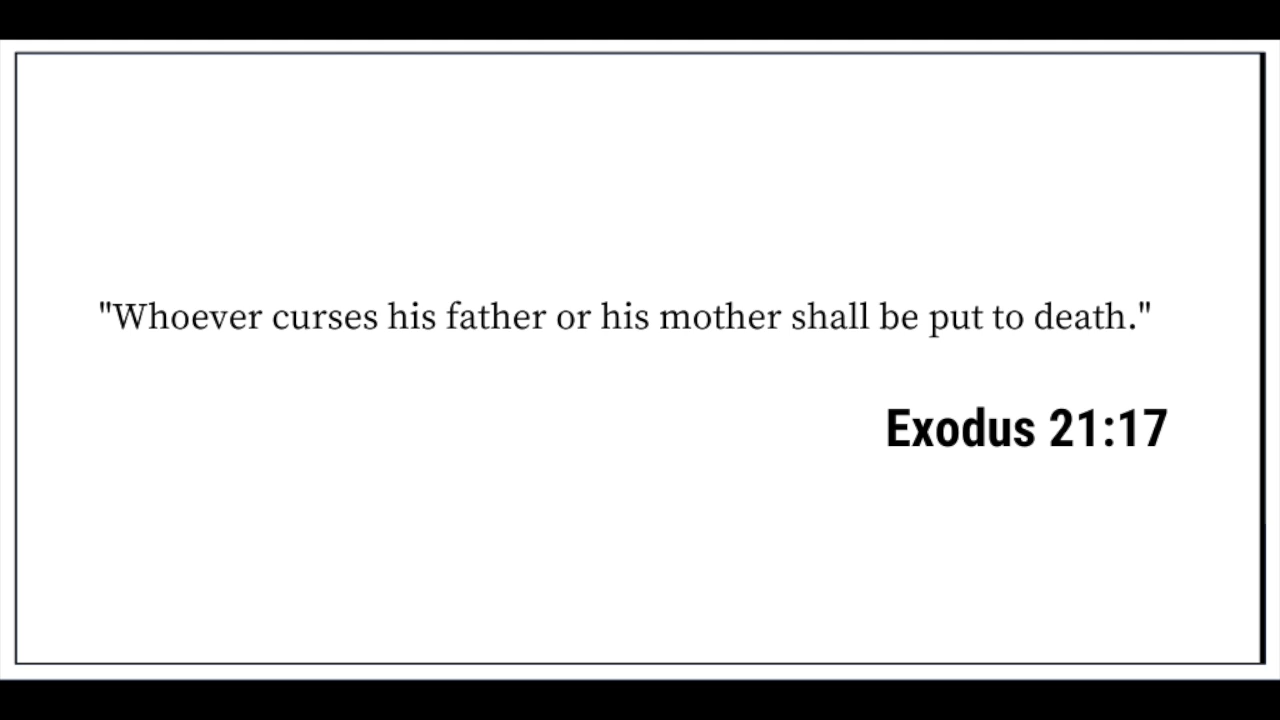 "Whoever curses his father or his mother shall be put to death."
Exodus 21:17